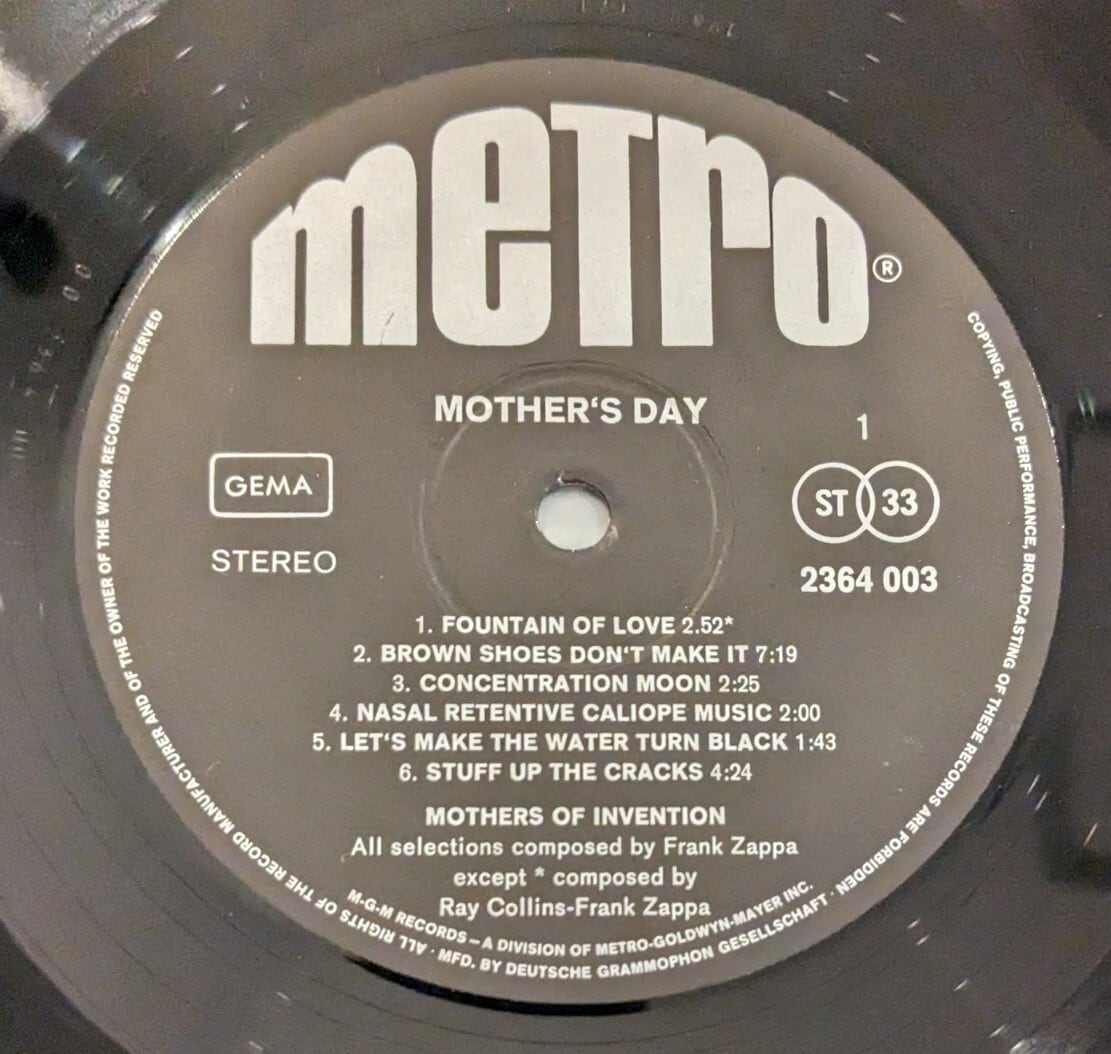 metro®
MOTHER‘S DAY
1
GEMA
STEREO
ST 33
2364 003
1. FOUNTAIN OF LOVE 2.52*
2. BROWN SHOES DON‘T MAKE IT 7:19
3. CONCENTRATION MOON 2:25
4. NASAL RETENTIVE CALIOPE MUSIC 2:00
5. LET‘S MAKE THE WATER TURN BLACK 1:43
6. STUFF UP THE CRACKS 4:24
MOTHERS OF INVENTION
All selections composed by Frank Zappa
except * composed by
Ray Collins-Frank Zappa
M-G-M RECORDS – A DIVISION OF METRO-GOLDWYN-MAYER INC.
ALL RIGHTS OF THE RECORD MANUFACTURER AND OF THE OWNER OF THE WORK RECORDED RESERVED
COPYING, PUBLIC PERFORMANCE, BROADCASTING OF THESE RECORDS ARE FORBIDDEN ·
· MFD. BY DEUTSCHE GRAMMOPHON GESELLSCHAFT